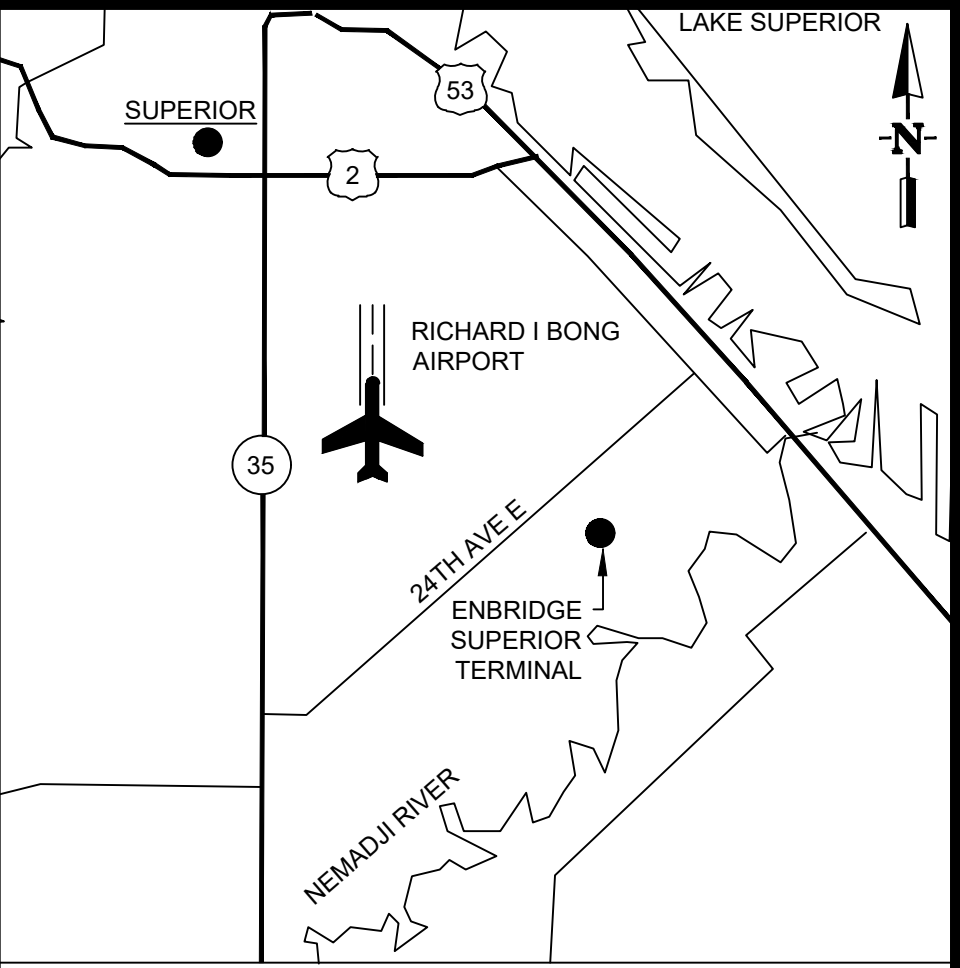 LAKE SUPERIOR
53
SUPERIOR
N
2
RICHARD I BONG
AIRPORT
35
24TH AVE E
ENBRIDGE
SUPERIOR
TERMINAL
NEMADJI RIVER